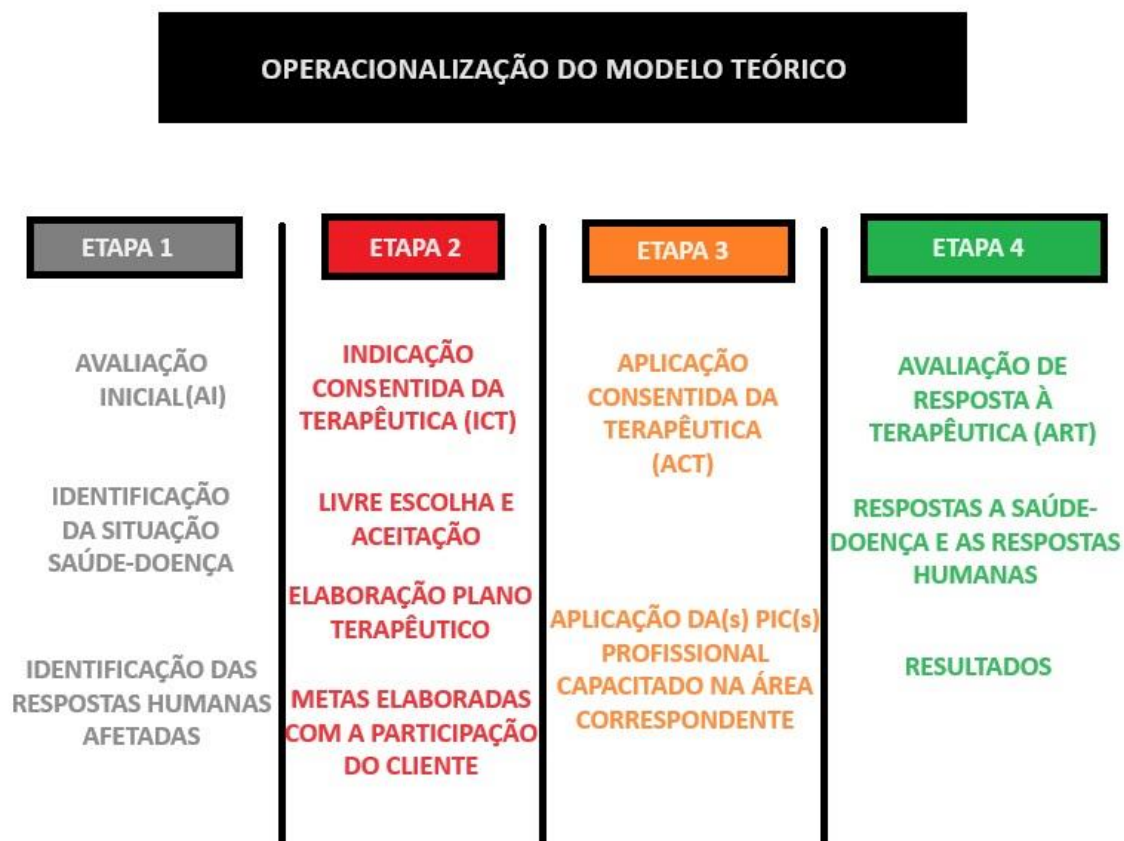 OPERACIONALIZAÇÃO DO MODELO TEÓRICO
ETAPA 1
AVALIAÇÃO
INICIAL(AI)
IDENTIFICAÇÃO
DA SITUAÇÃO
SAÚDE-DOENÇA
IDENTIFICAÇÃO DAS
RESPOSTAS HUMANAS
AFETADAS
ETAPA 2
INDICAÇÃO
CONSENTIDA DA
TERAPÊUTICA (ICT)
LIVRE ESCOLHA E
ACEITAÇÃO
ELABORAÇÃO PLANO
TERAPÊUTICO
METAS ELABORADAS
COM A PARTICIPAÇÃO
DO CLIENTE
ETAPA 3
APLICAÇÃO
CONSENTIDA DA
TERAPÊUTICA
(ACT)
APLICAÇÃO DA(s) PIC(s)
PROFISSIONAL
CAPACITADO NA ÁREA
CORRESPONDENTE
ETAPA 4
AVALIAÇÃO DE
RESPOSTA À
TERAPÊUTICA (ART)
RESPOSTAS A SAÚDE-
DOENÇA E AS RESPOSTAS
HUMANAS
RESULTADOS